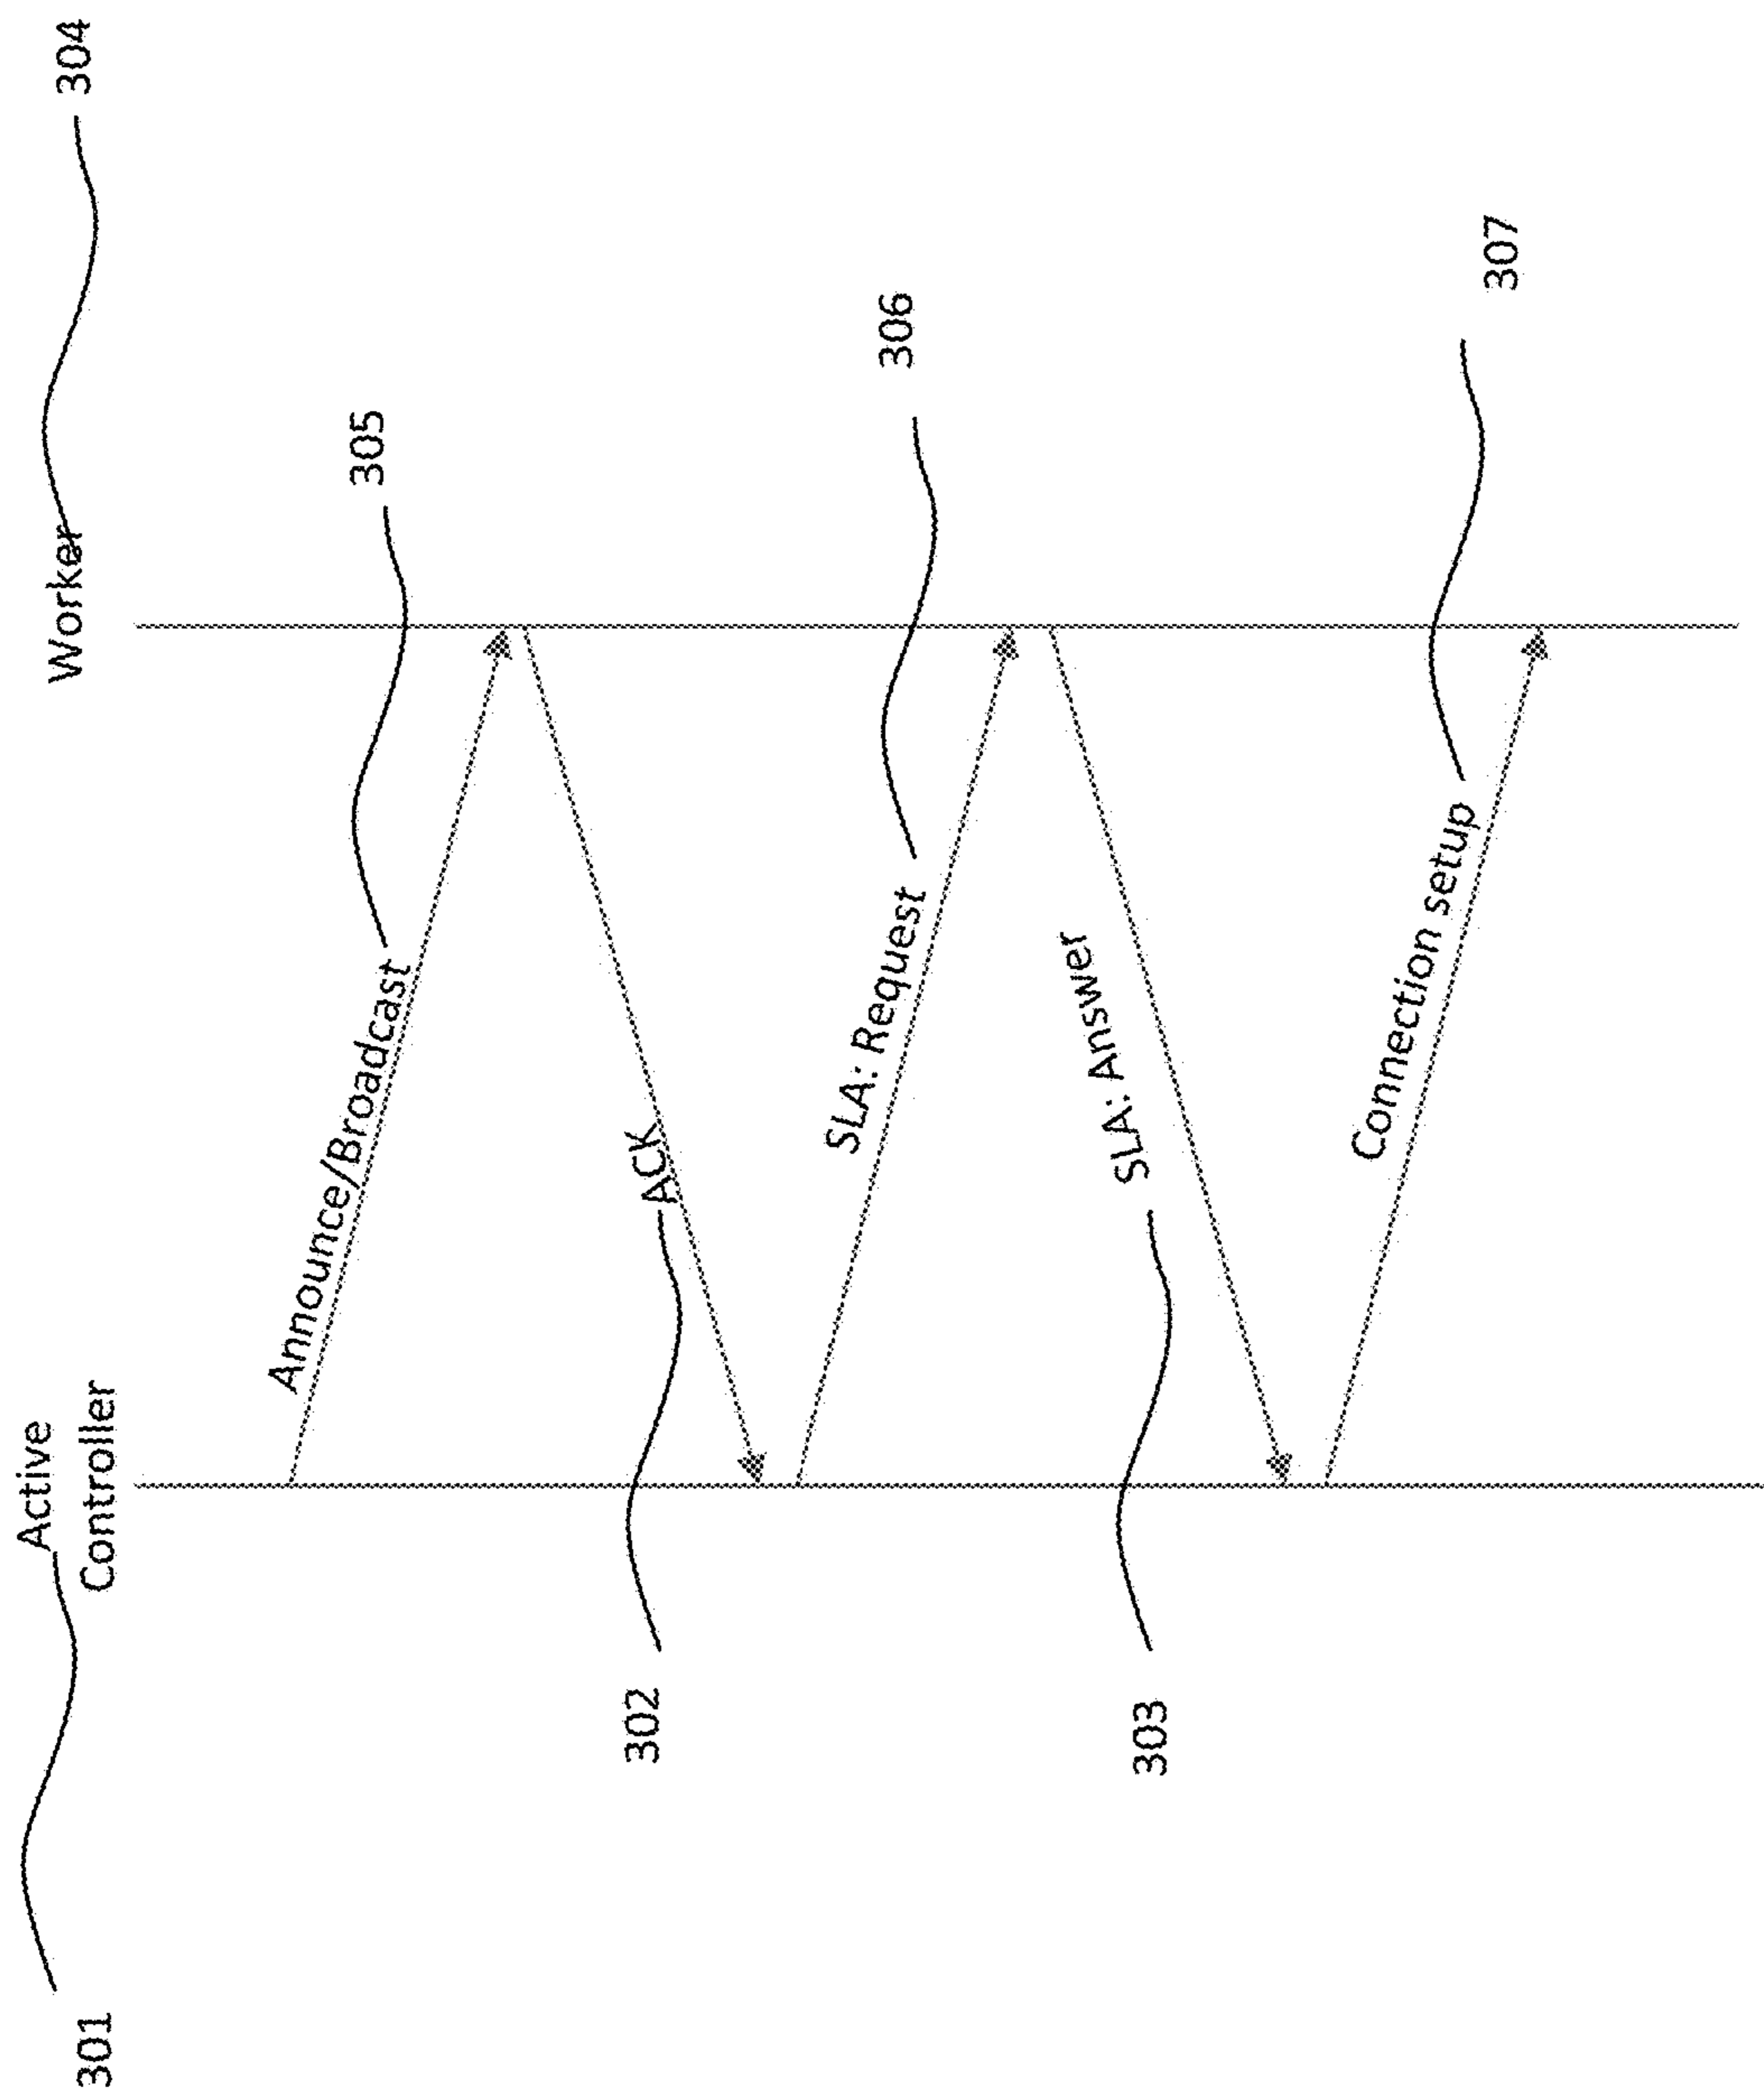 301
Active
Controller
Worker
304
Announce/Broadcast
305
302
ACK
SLA: Request
306
303
SLA: Answer
Connection setup
307